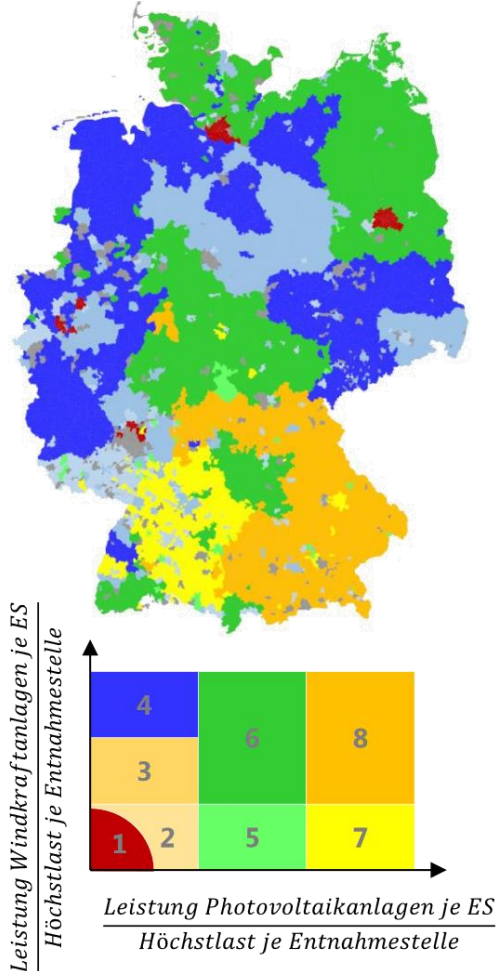 Leistung Windkraftanlagen je ES
Höchstlast je Entnahmestelle
4
6
8
3
1
2
5
7
Leistung Photovoltaikanlagen je ES
Höchstlast je Entnahmestelle